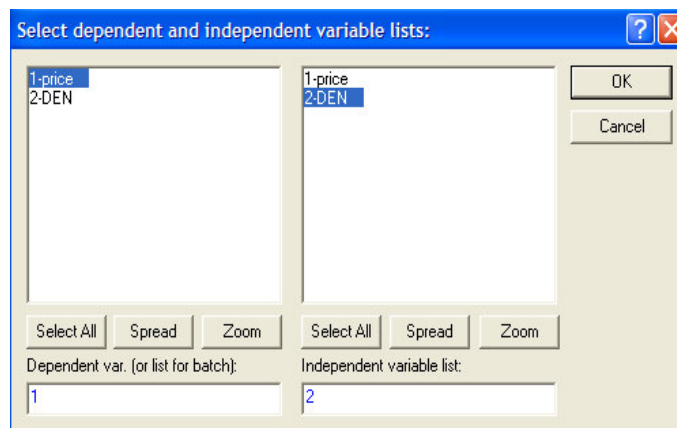 Select dependent and independent variable lists:
1-price
2-DEN
1-price
2-DEN
OK
Cancel
Select All Spread Zoom
Select All Spread Zoom
Dependent var. (or list for batch):
Independent variable list:
1
2